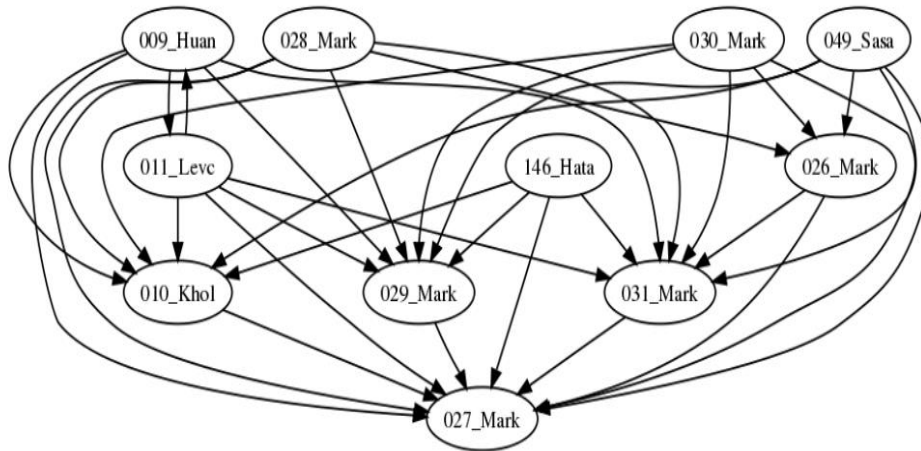 009_Huan 028_Mark 030_Mark 049_Sasa
011_Levc 146_Hata 026_Mark
010_Khol 029_Mark 031_Mark
027_Mark